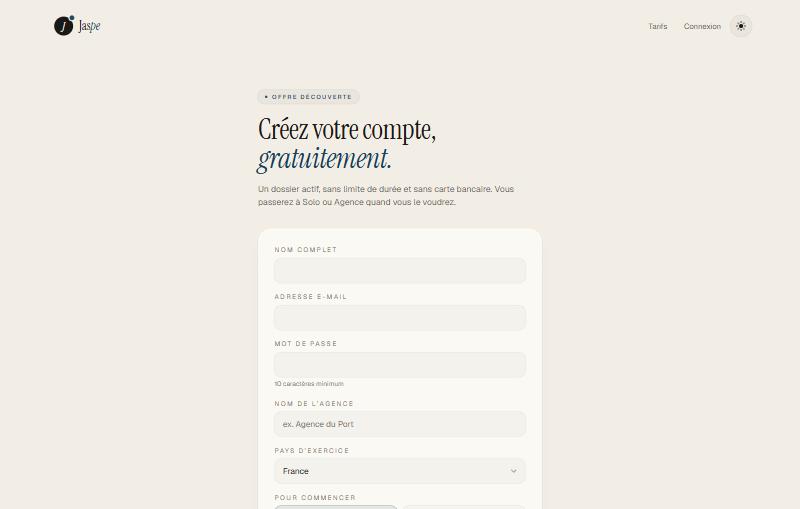 J Jaspe
Tarifs
Connexion
OFFRE DÉCOUVERTE
Créez votre compte,
gratuitement.
Un dossier actif, sans limite de durée et sans carte bancaire. Vous
passerez à Solo ou Agence quand vous le voudrez.
NOM COMPLET
ADRESSE E-MAIL
MOT DE PASSE
10 caractères minimum
NOM DE L'AGENCE
ex. Agence du Port
PAYS D'EXERCICE
France
POUR COMMENCER